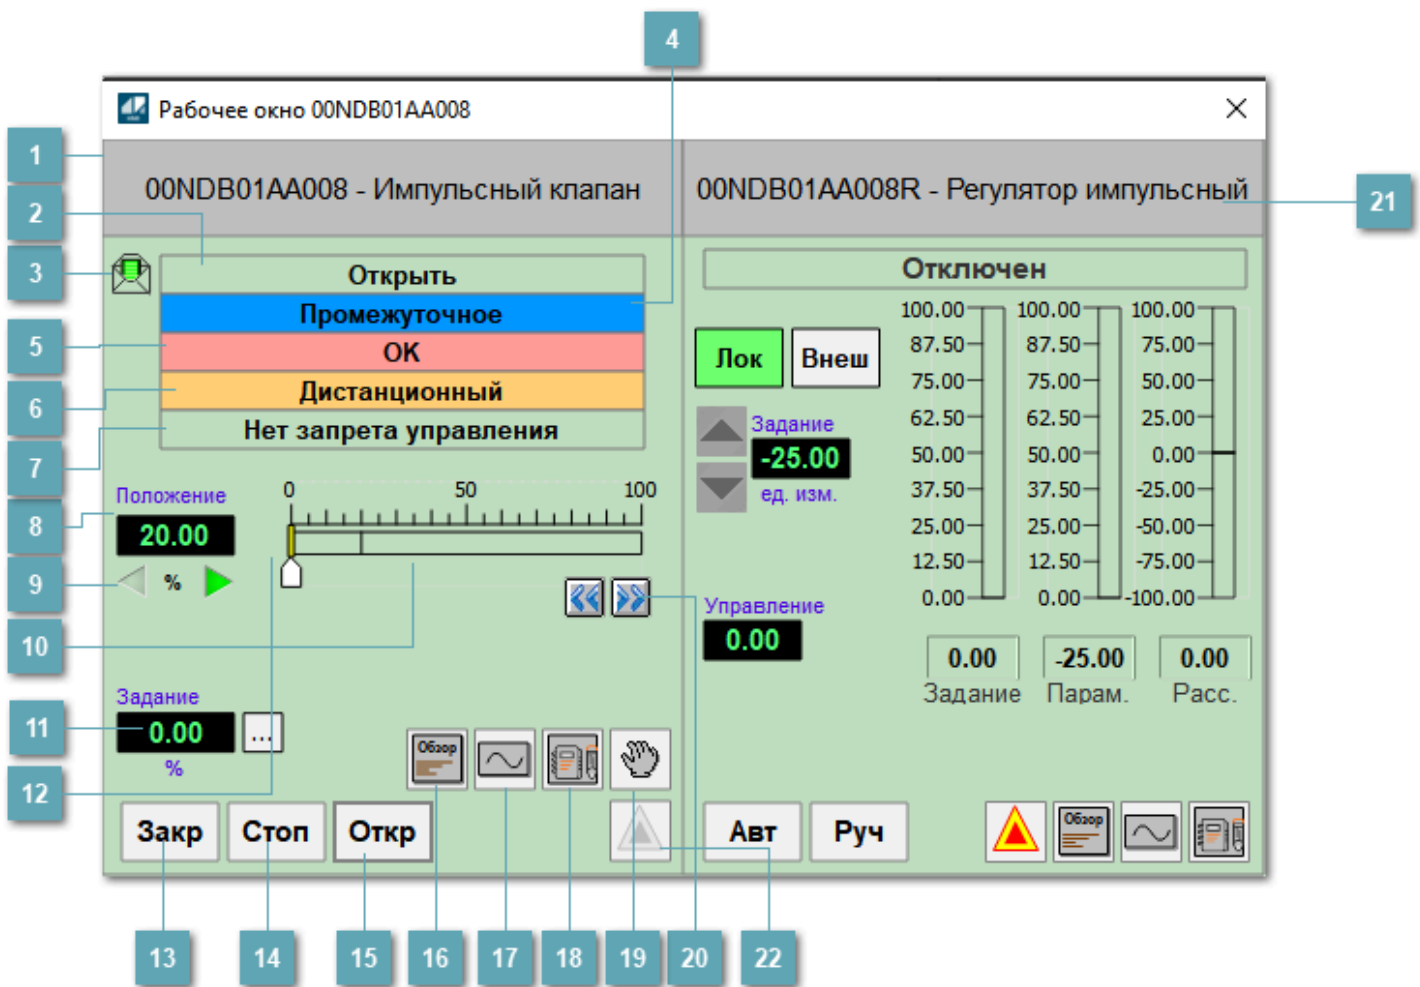 4
Рабочее окно 00NDB01AA008
1
00NDB01AA008 - Импульсный клапан
00NDB01AA008R - Регулятор импульсный
21
2
3
Открыть
Отключен
Промежуточное
5
ОК
Лок
Внеш
6
Дистанционный
7
Нет запрета управления
100.00
87.50
75.00
62.50
50.00
37.50
25.00
12.50
0.00
100.00
87.50
75.00
62.50
50.00
37.50
25.00
12.50
0.00
100.00
75.00
50.00
25.00
0.00
-25.00
-50.00
-75.00
-100.00
Задание
-25.00
ед. изм.
8
Положение
0 50 100
20.00
9
%
10
Управление
0.00
0.00
-25.00
0.00
Задание
Парам.
Расс.
Задание
11
0.00
...
%
12
Обзор
Закр
Стоп
Откр
Авт
Руч
Обзор
13
14
15
16
17
18
19
20
22